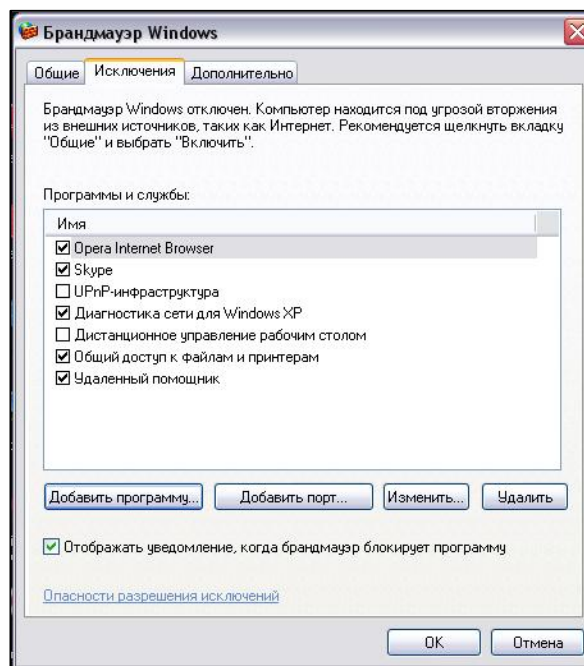 Брандмауэр Windows
Общие Исключения Дополнительно
Брандмауэр Windows отключен. Компьютер находится под угрозой вторжения
из внешних источников, таких как Интернет. Рекомендуется щелкнуть вкладку
"Общие" и выбрать "Включить".
Программы и службы:
Имя
Opera Internet Browser
Skype
UPnP-инфраструктура
Диагностика сети для Windows XP
Дистанционное управление рабочим столом
Общий доступ к файлам и принтерам
Удаленный помощник
Добавить программу... Добавить порт... Изменить... Удалить
Отображать уведомление, когда брандмауэр блокирует программу
Опасности разрешения исключений
ОК Отмена